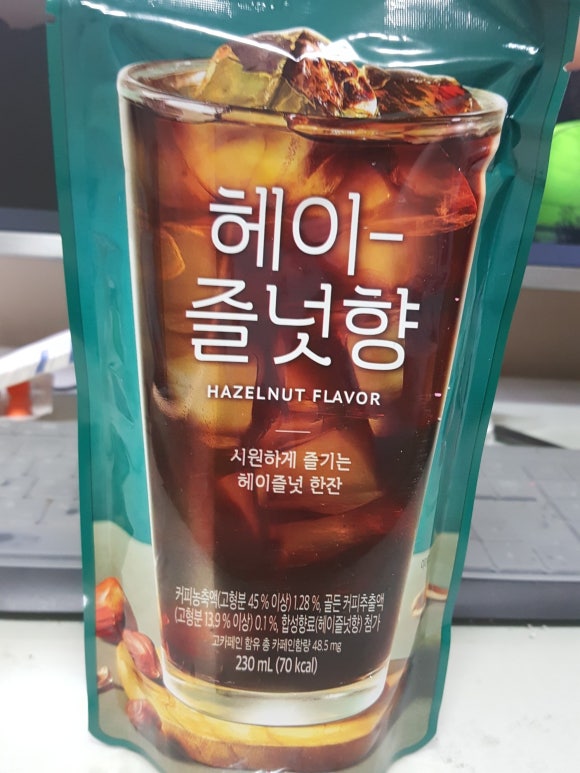 헤이-
즐넛향
HAZELNUT FLAVOR
시원하게 즐기는
헤이즐넛 한잔
커피농축액(고형분 45 % 이상) 1.28 %, 골든 커피추출액
(고형분 13.9 % 이상) 0.1 %, 합성향료(헤이즐넛향) 첨가
고카페인 함유 총 카페인함량 48.5 mg
230 mL (70 kcal)